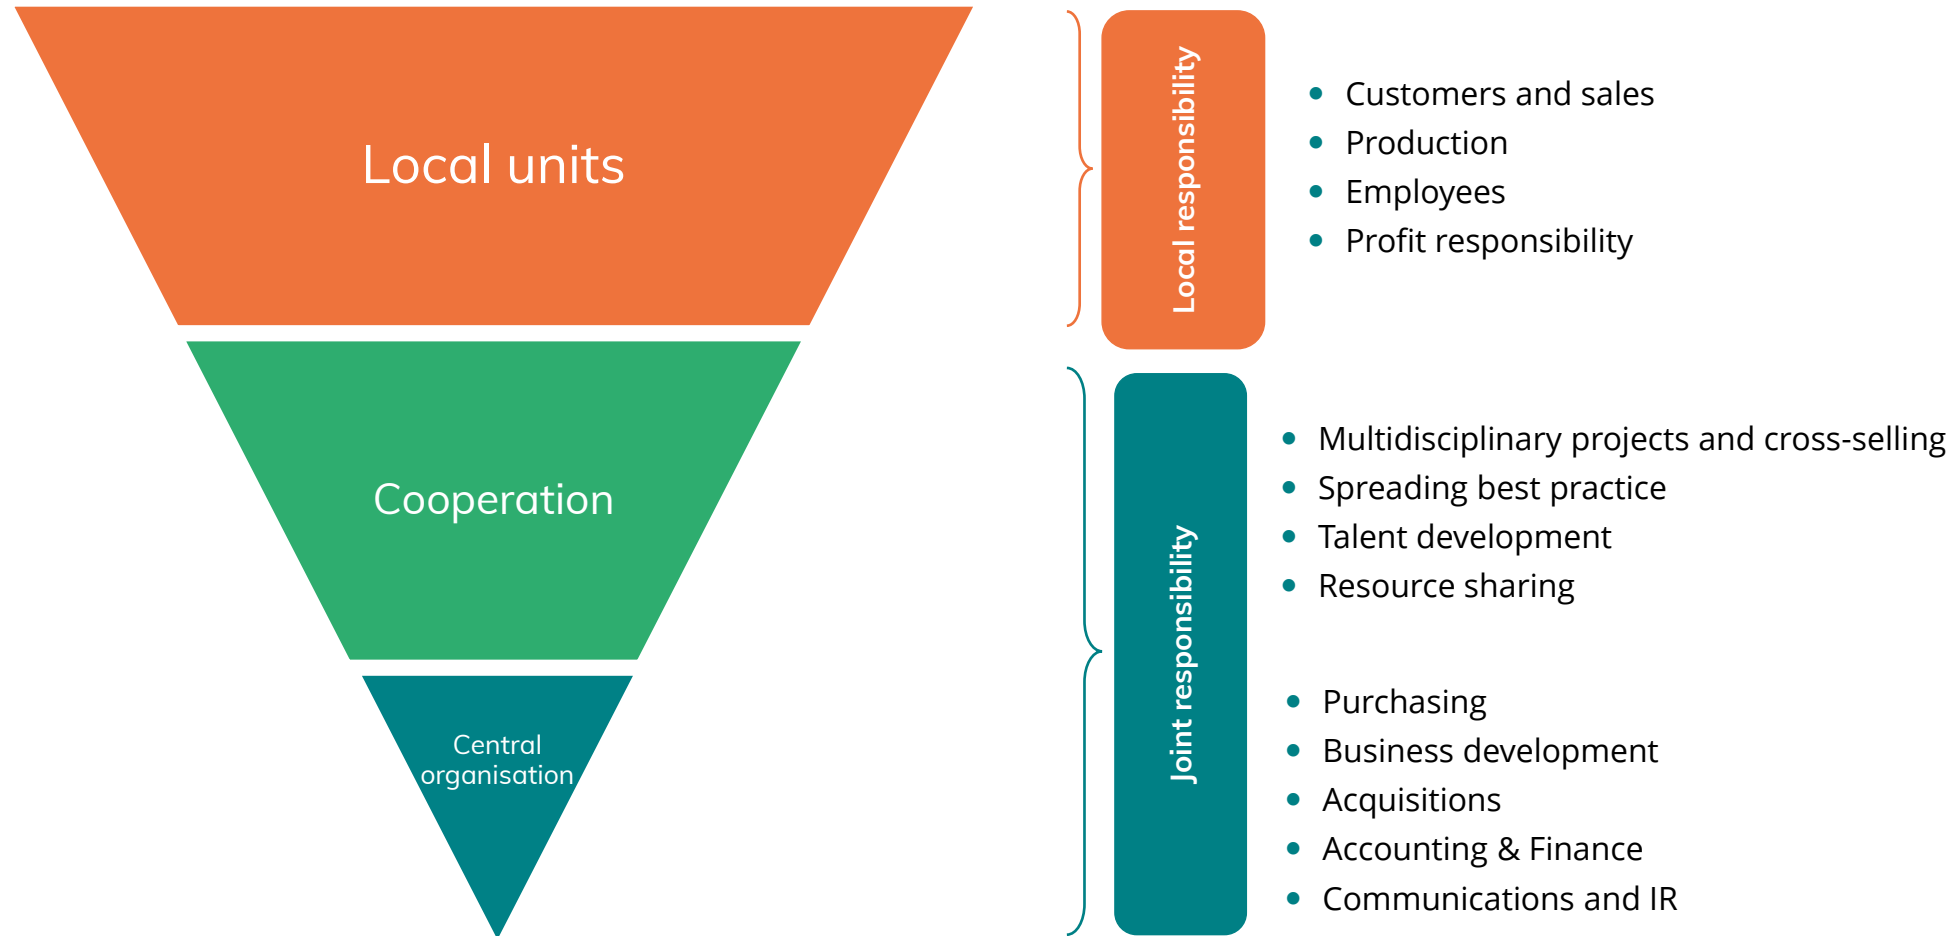 Local units
Local responsibility
Customers and sales
Production
Employees
Profit responsibility
Cooperation
Joint responsibility
Multidisciplinary projects and cross-selling
Spreading best practice
Talent development
Resource sharing
Central
organisation
Purchasing
Business development
Acquisitions
Accounting & Finance
Communications and IR